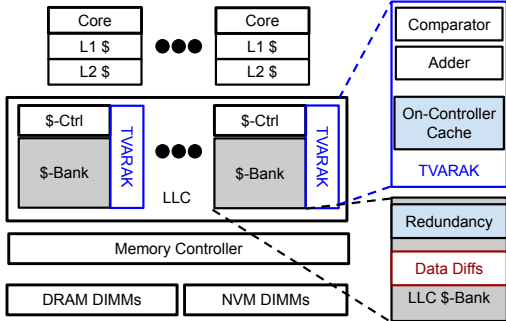 Core
L1 $
L2 $
Core
L1 $
L2 $
$-Ctrl
$-Bank
TVARAK
LLC
$-Ctrl
$-Bank
TVARAK
Memory Controller
DRAM DIMMs
NVM DIMMs
Comparator
Adder
On-Controller
Cache
TVARAK
Redundancy
Data Diffs
LLC $-Bank